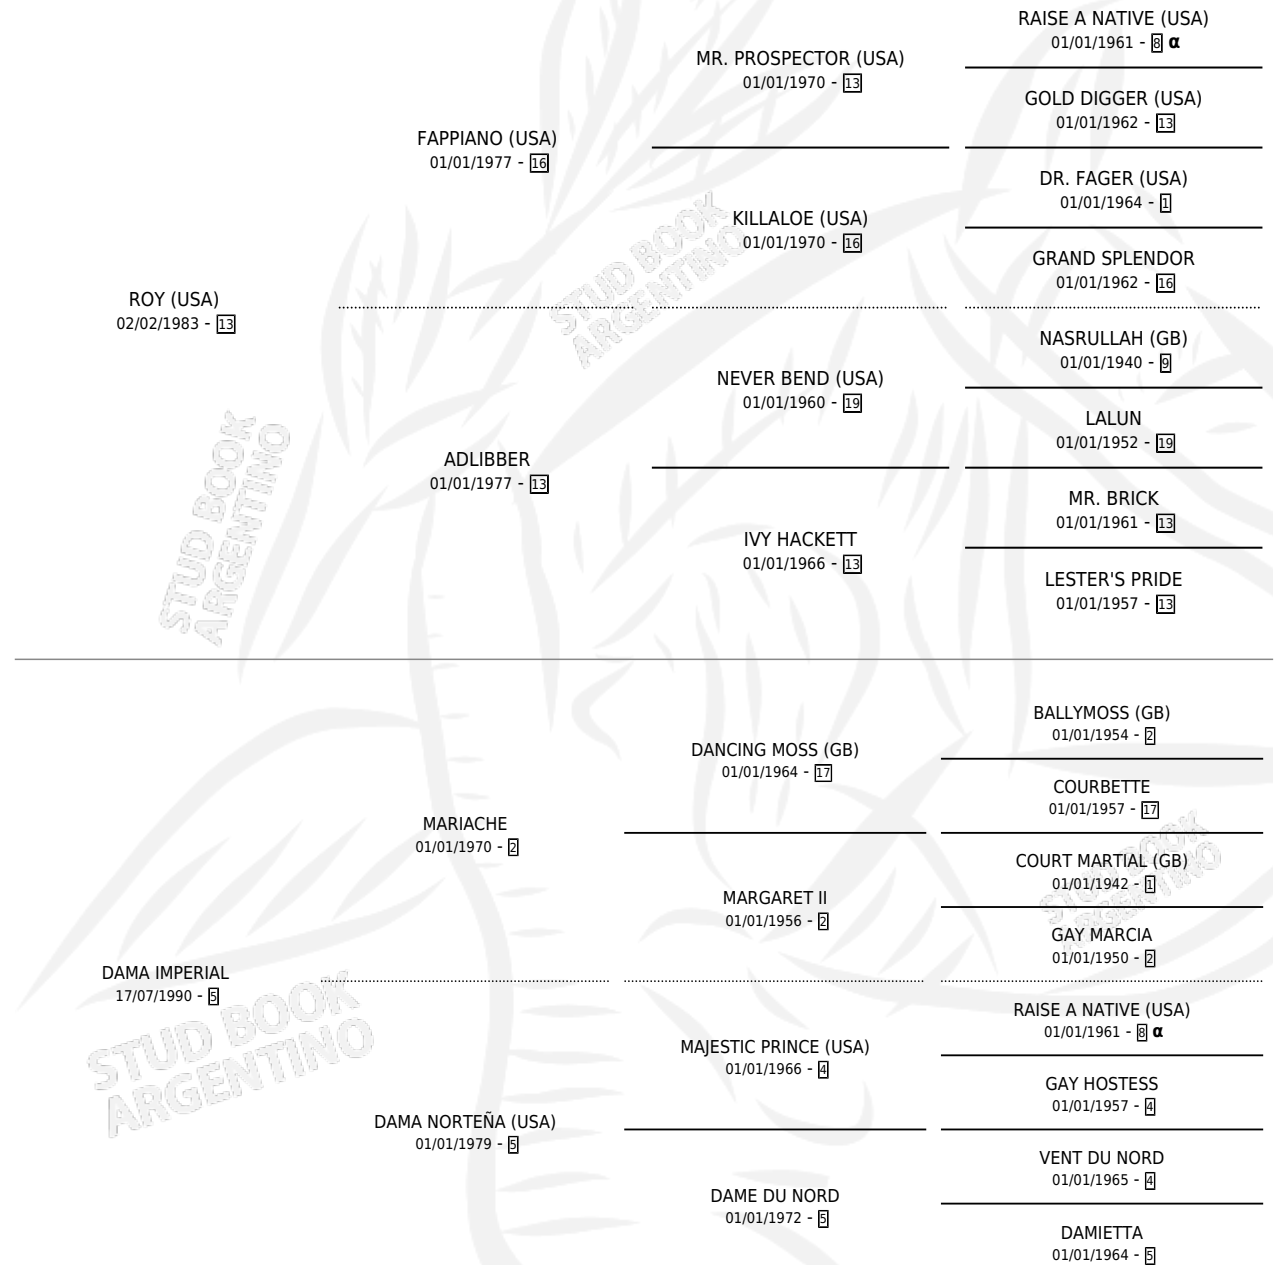 RAISE A NATIVE (USA)
01/01/1961 - 8 α
MR. PROSPECTOR (USA)
01/01/1970 - 13
GOLD DIGGER (USA)
01/01/1962 - 13
FAPPIANO (USA)
01/01/1977 - 16
DR. FAGER (USA)
01/01/1964 - 1
KILLALOE (USA)
01/01/1970 - 16
GRAND SPLENDOR
01/01/1962 - 16
STUD BOOK
ARGENTINO
ROY (USA)
02/02/1983 - 13
NASRULLAH (GB)
01/01/1940 - 9
NEVER BEND (USA)
01/01/1960 - 19
LALUN
01/01/1952 - 19
ADLIBBER
01/01/1977 - 13
MR. BRICK
01/01/1961 - 13
IVY HACKETT
01/01/1966 - 13
LESTER'S PRIDE
01/01/1957 - 13
STUD BOOK
ARGENTINO
BALLYMOSS (GB)
01/01/1954 - 2
DANCING MOSS (GB)
01/01/1964 - 17
COURBETTE
01/01/1957 - 17
MARIACHE
01/01/1970 - 2
COURT MARTIAL (GB)
01/01/1942 - 1
MARGARET II
01/01/1956 - 2
GAY MARCIA
01/01/1950 - 2
STUD BOOK
ARGENTINO
DAMA IMPERIAL
17/07/1990 - 5
RAISE A NATIVE (USA)
01/01/1961 - 8 α
MAJESTIC PRINCE (USA)
01/01/1966 - 4
GAY HOSTESS
01/01/1957 - 4
DAMA NORTEÑA (USA)
01/01/1979 - 5
VENT DU NORD
01/01/1965 - 4
DAME DU NORD
01/01/1972 - 5
DAMIETTA
01/01/1964 - 5
STUD BOOK
ARGENTINO